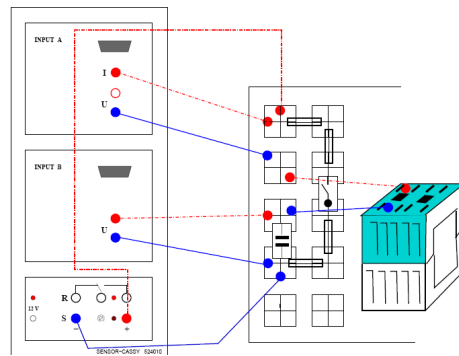 INPUT A
I
U
INPUT B
U
R
12 V
S
− +
SENSOR-CASSY 524010